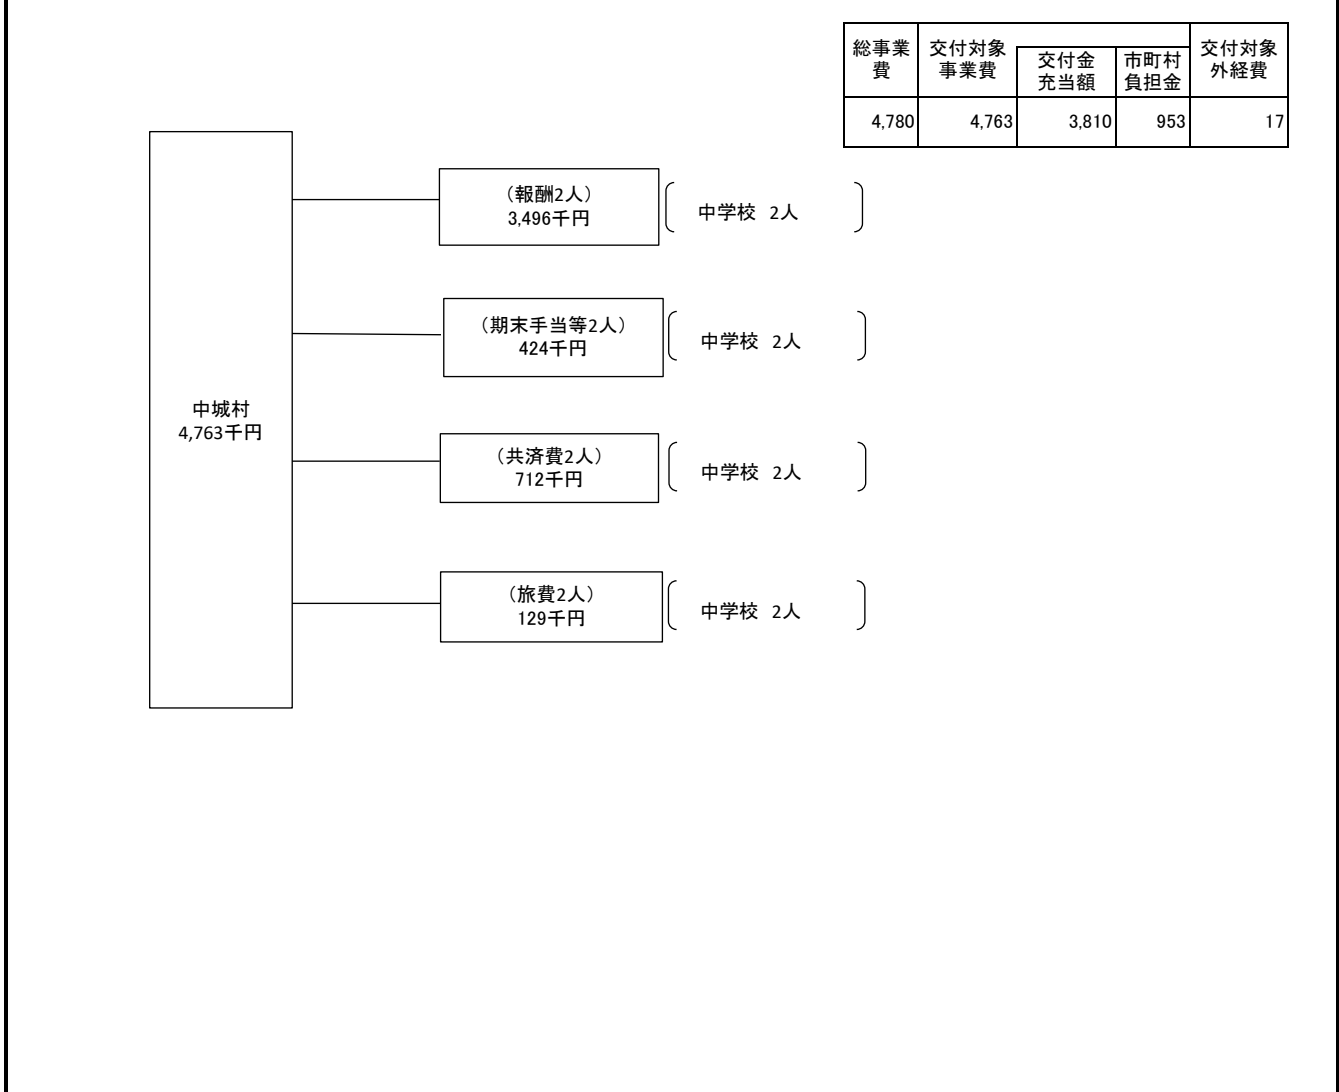 総事業
費
交付対象
事業費
交付金
充当額
市町村
負担金
交付対象
外経費
4,780
4,763
3,810
953
17
中城村
4,763千円
（報酬2人）
3,496千円
中学校　2人
（期末手当等2人）
424千円
中学校　2人
（共済費2人）
712千円
中学校　2人
（旅費2人）
129千円
中学校　2人